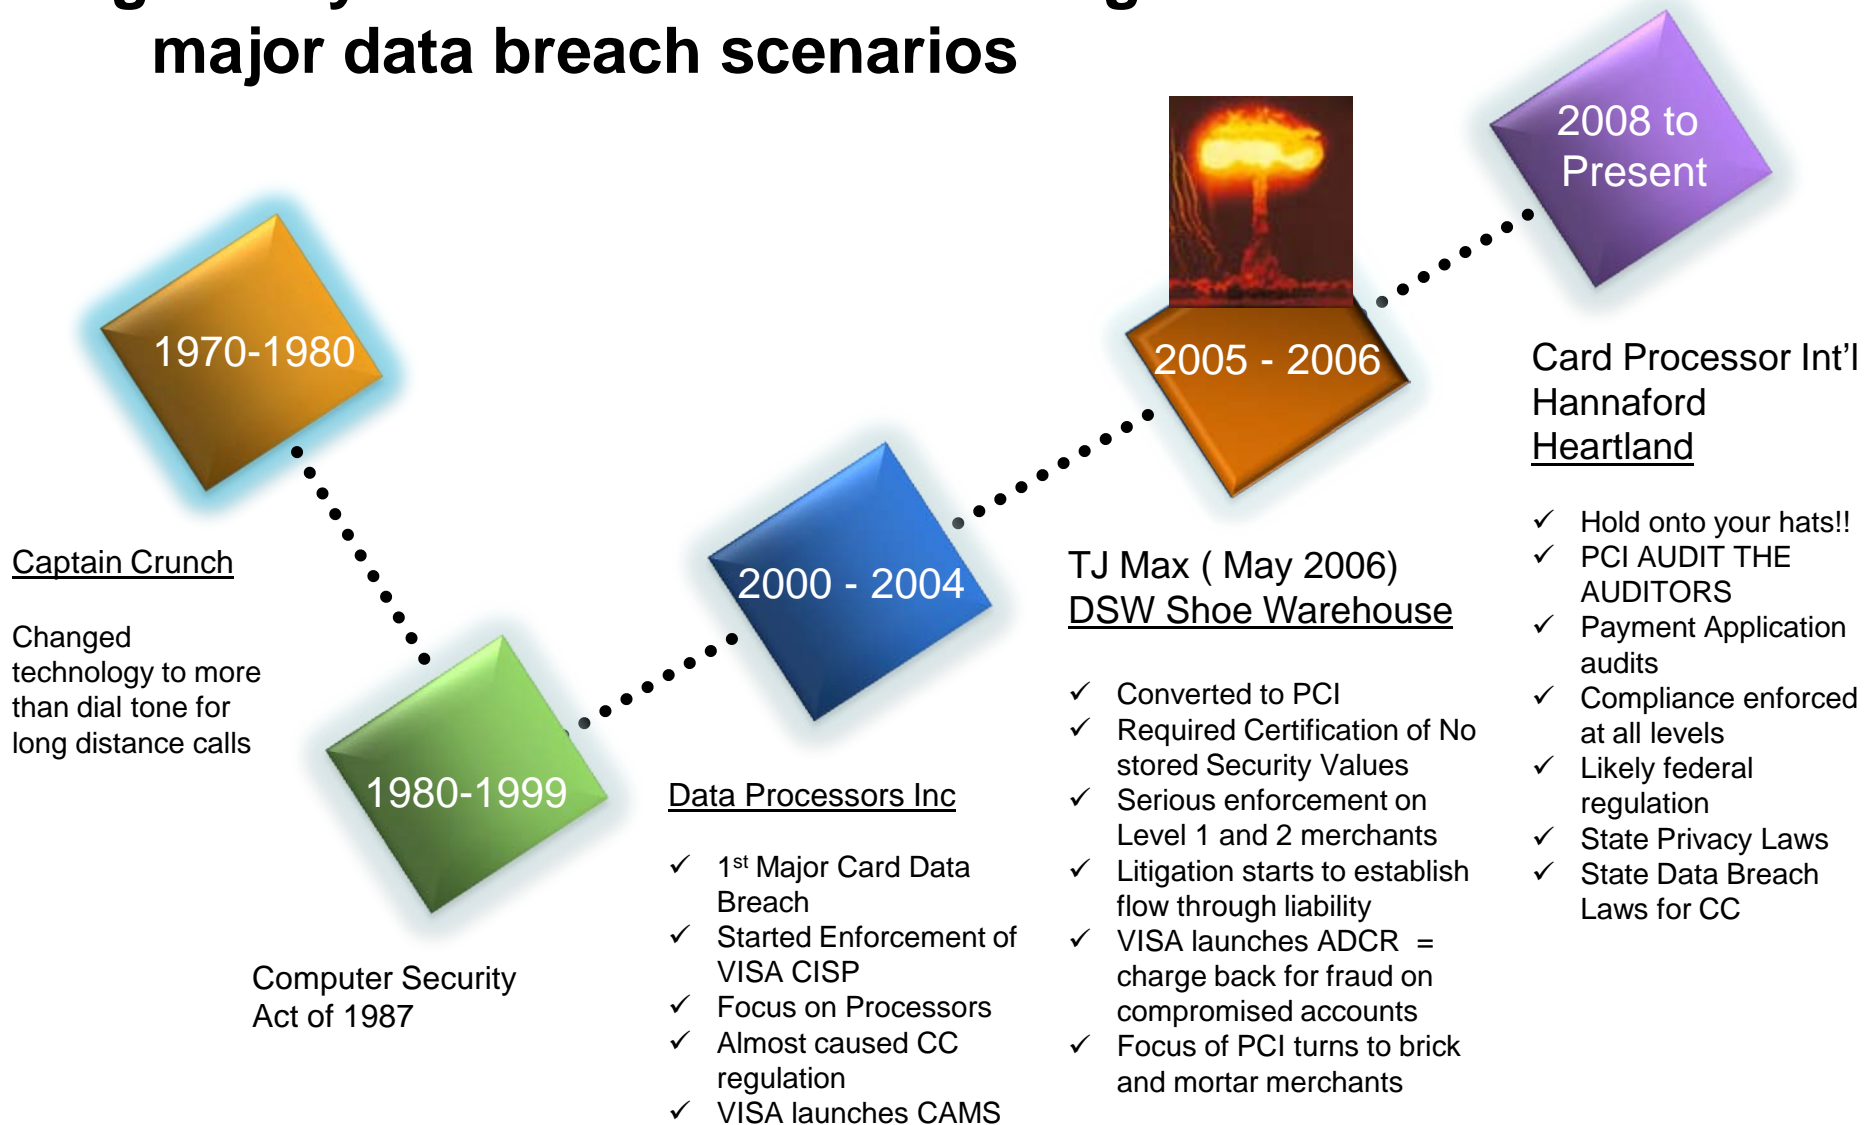 major data breach scenarios
1970-1980
Captain Crunch
Changed
technology to more
than dial tone for
long distance calls
1980-1999
Computer Security
Act of 1987
2000 - 2004
Data Processors Inc
✓ 1st Major Card Data
Breach
✓ Started Enforcement of
VISA CISP
✓ Focus on Processors
✓ Almost caused CC
regulation
✓ VISA launches CAMS
2005 - 2006
TJ Max ( May 2006)
DSW Shoe Warehouse
✓ Converted to PCI
✓ Required Certification of No
stored Security Values
✓ Serious enforcement on
Level 1 and 2 merchants
✓ Litigation starts to establish
flow through liability
✓ VISA launches ADCR =
charge back for fraud on
compromised accounts
✓ Focus of PCI turns to brick
and mortar merchants
2008 to
Present
Card Processor Int’l
Hannaford
Heartland
✓ Hold onto your hats!!
✓ PCI AUDIT THE
AUDITORS
✓ Payment Application
audits
✓ Compliance enforced
at all levels
✓ Likely federal
regulation
✓ State Privacy Laws
✓ State Data Breach
Laws for CC